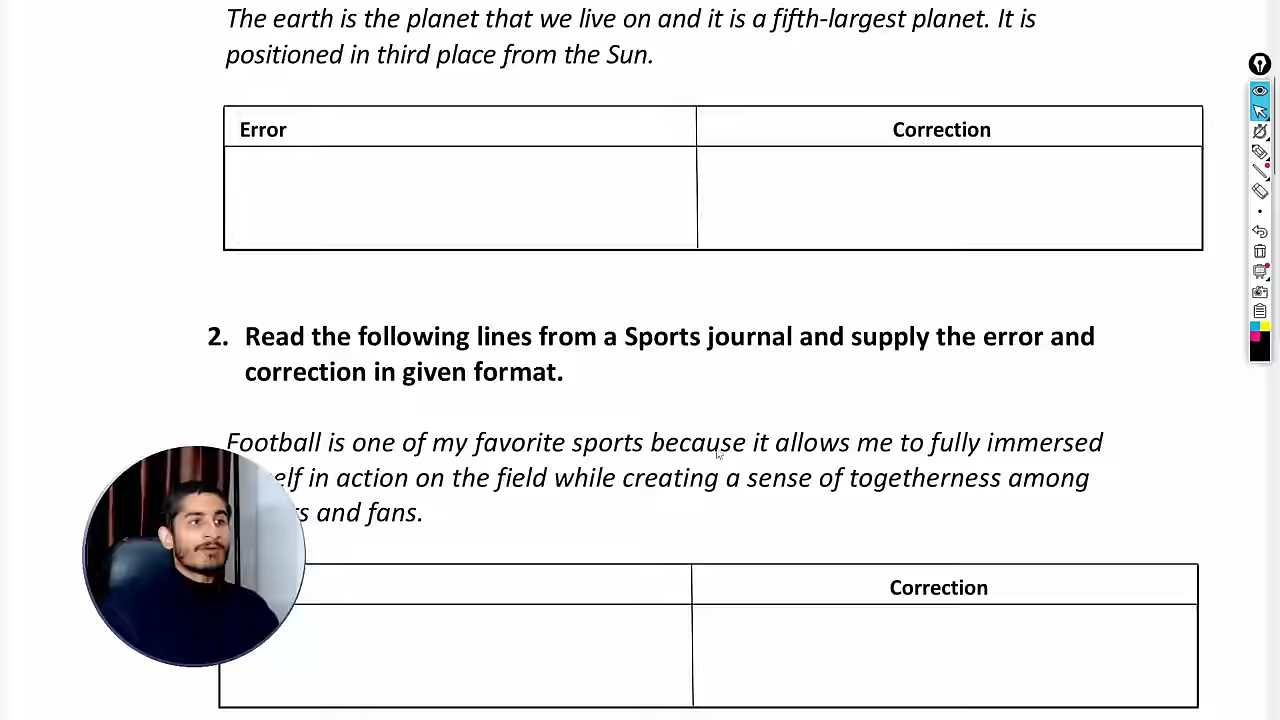 The earth is the planet that we live on and it is a fifth-largest planet. It is
positioned in third place from the Sun.
Error
Correction
2. Read the following lines from a Sports journal and supply the error and
correction in given format.
Football is one of my favorite sports because it allows me to fully immersed
in action on the field while creating a sense of togetherness among
and fans.
Correction